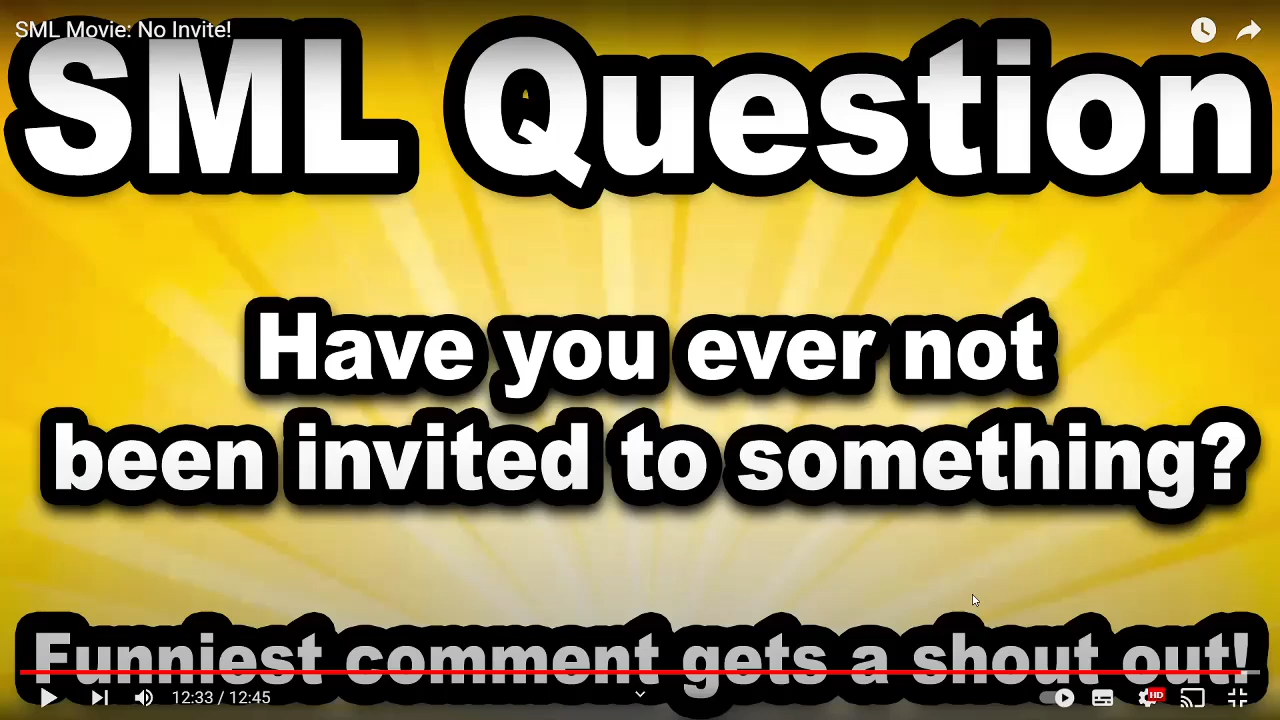 SML Movie: No Invite!
SML Question
Have you ever not
been invited to something?
Funniest comment gets a shout out!
12:33 / 12:45
HD